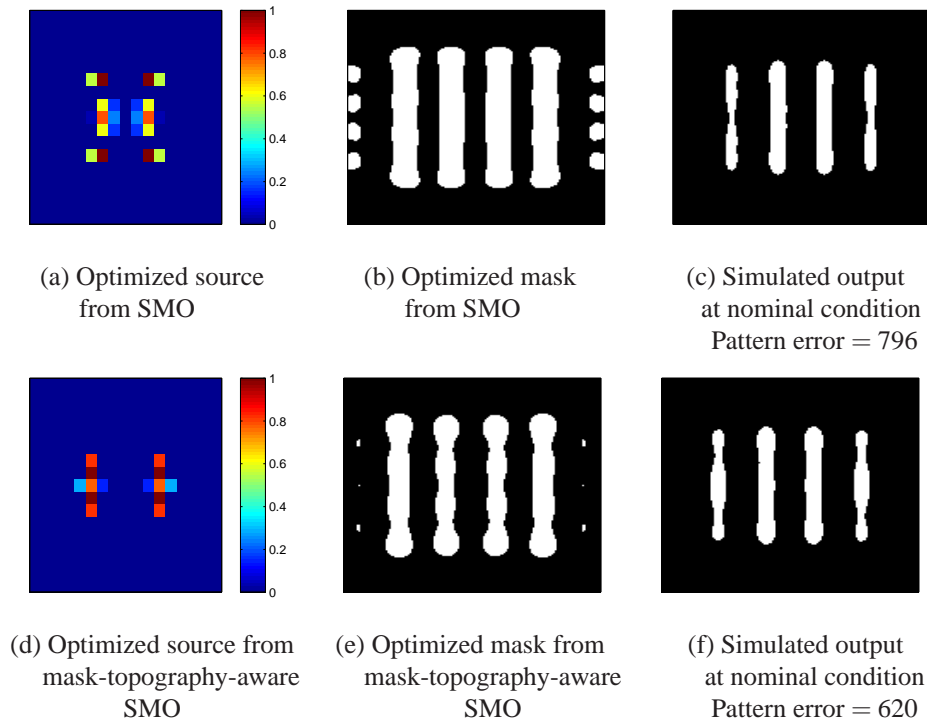 1
0.8
0.6
0.4
0.2
0
(a) Optimized source
from SMO
(b) Optimized mask
from SMO
(c) Simulated output
at nominal condition
Pattern error = 796
1
0.8
0.6
0.4
0.2
0
(d) Optimized source from
mask-topography-aware
SMO
(e) Optimized mask from
mask-topography-aware
SMO
(f) Simulated output
at nominal condition
Pattern error = 620